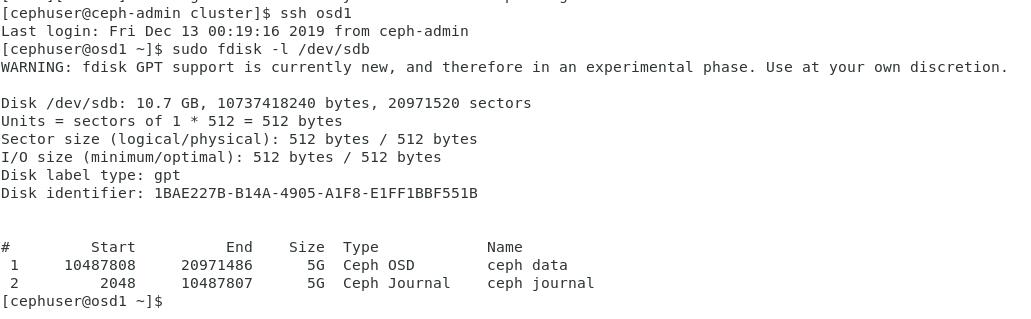 [cephuser@ceph-admin cluster]$ ssh osd1
Last login: Fri Dec 13 00:19:16 2019 from ceph-admin
[cephuser@osd1 ~]$ sudo fdisk -l /dev/sdb
WARNING: fdisk GPT support is currently new, and therefore in an experimental phase. Use at your own discretion.

Disk /dev/sdb: 10.7 GB, 10737418240 bytes, 20971520 sectors
Units = sectors of 1 * 512 = 512 bytes
Sector size (logical/physical): 512 bytes / 512 bytes
I/O size (minimum/optimal): 512 bytes / 512 bytes
Disk label type: gpt
Disk identifier: 1BAE227B-B14A-4905-A1F8-E1FF1BBF551B


#         Start          End    Size  Type            Name
 1     10487808     20971486      5G  Ceph OSD        ceph data
 2         2048     10487807      5G  Ceph Journal    ceph journal
[cephuser@osd1 ~]$